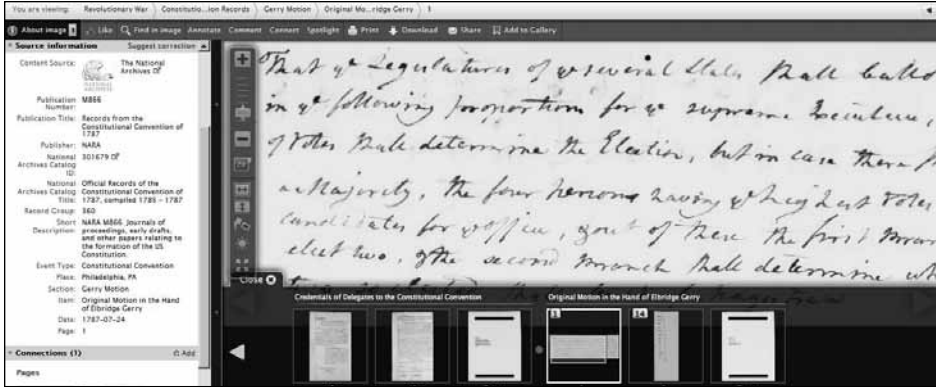 You are viewing: Revolutionary War Constitutio...ion Records Gerry Motion Original Mo...ridge Gerry 1
About image Like Find in image Annotate Comment Connect Spotlight Print Download Share Add to Gallery
Source information Suggest correction
Content Source: The National Archives
Publication Number: M866
Publication Title: Records from the Constitutional Convention of 1787
Publisher: NARA
National Archives Catalog ID: 301679
National Archives Catalog Title: Official Records of the Constitutional Convention of 1787, compiled 1785 - 1787
Record Group: 360
Short Description: NARA M866. Journals of proceedings, early drafts, and other papers relating to the formation of the US Constitution.
Event Type: Constitutional Convention
Place: Philadelphia, PA
Section: Gerry Motion
Item: Original Motion in the Hand of Elbridge Gerry
Date: 1787-07-24
Page: 1
Connections (1) Add
Pages
That ye Legislatures of ye several States shall
in ye following proportions for ye supreme
of Votes shall determine the Election, but in case there
a Majority, the four persons having ye highest Votes
candidates for ye office, & out of these the first
elect two, & the second Branch shall determine
Close
Credentials of Delegates to the Constitutional Convention Original Motion in the Hand of Elbridge Gerry
1 14